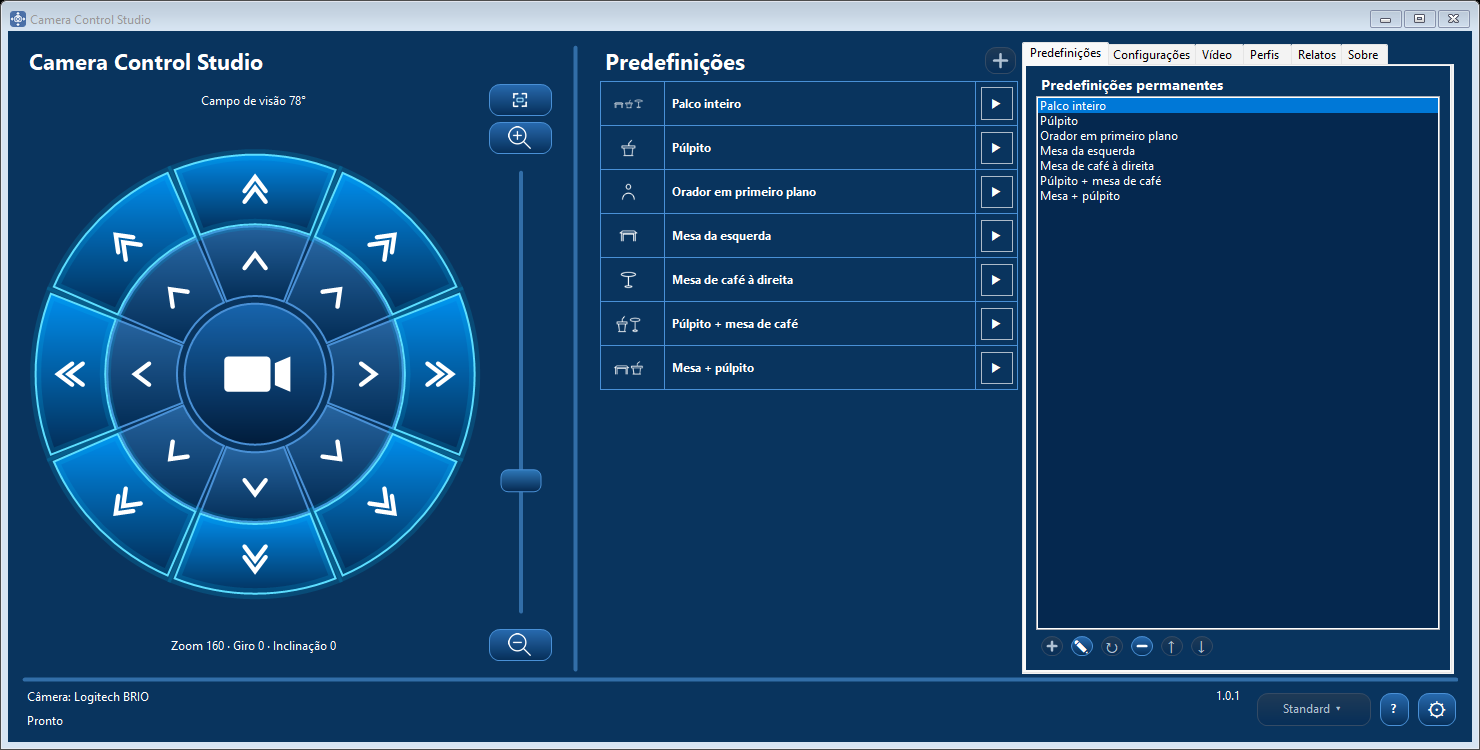 Camera Control Studio
Camera Control Studio
Campo de visão 78°
Zoom 160 · Giro 0 · Inclinação 0
Predefinições
Palco inteiro
Púlpito
Orador em primeiro plano
Mesa da esquerda
Mesa de café à direita
Púlpito + mesa de café
Mesa + púlpito
Predefinições Configurações Vídeo Perfis Relatos Sobre
Predefinições permanentes
Palco inteiro
Púlpito
Orador em primeiro plano
Mesa da esquerda
Mesa de café à direita
Púlpito + mesa de café
Mesa + púlpito
Câmera: Logitech BRIO
Pronto
1.0.1
Standard
?